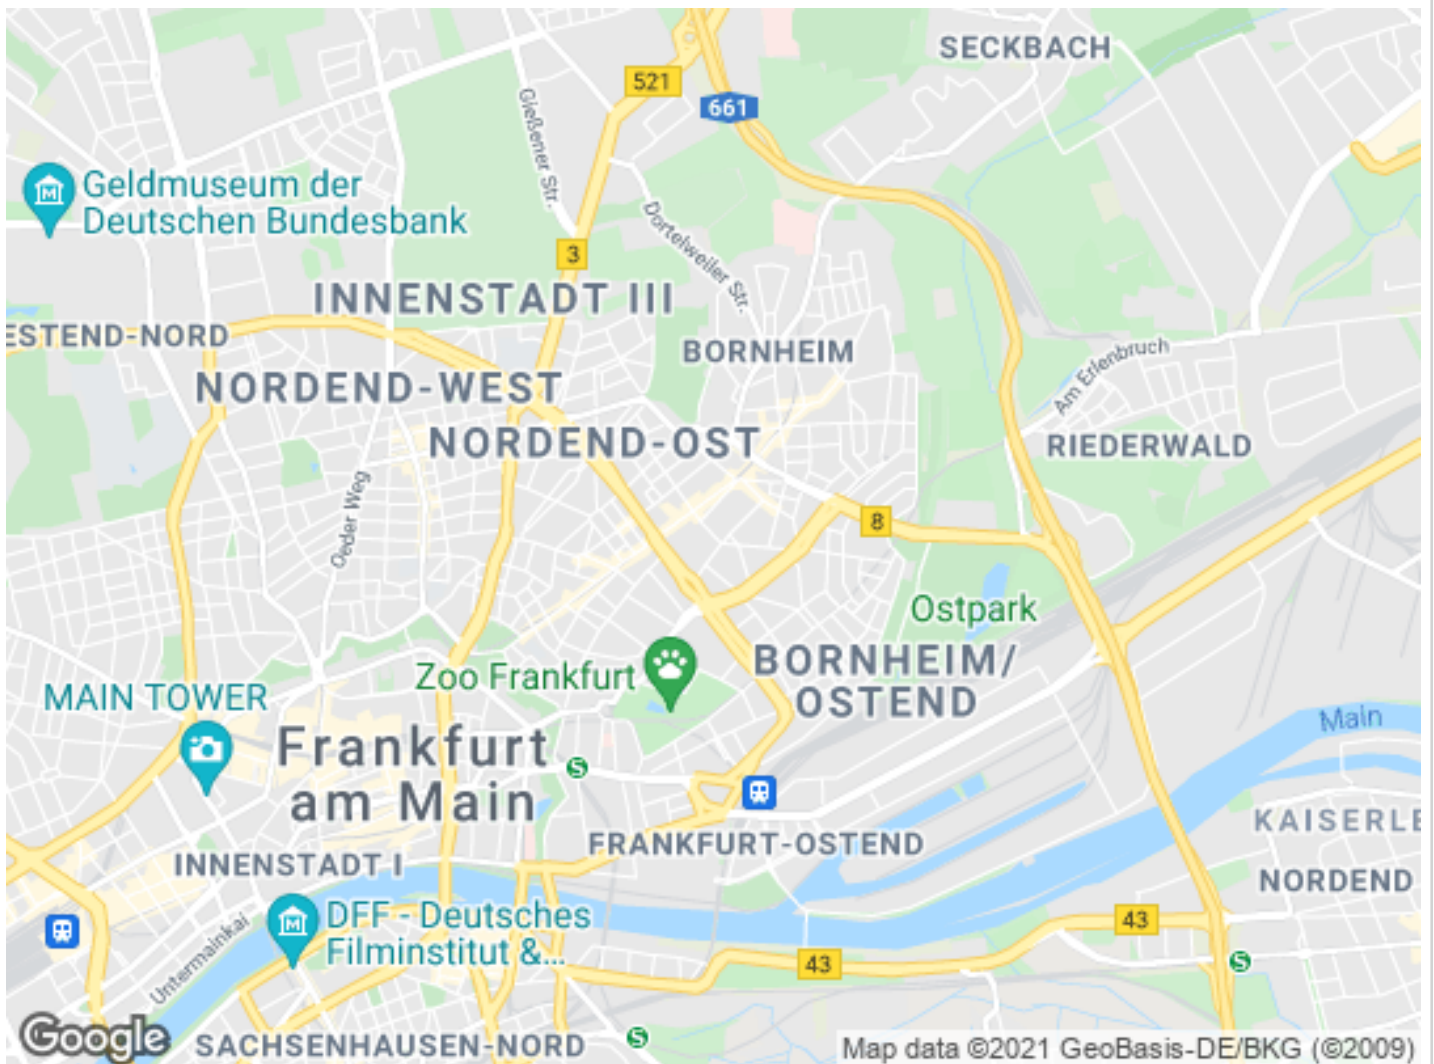 SECKBACH
521
661
Gießener Str.
Geldmuseum der
Deutschen Bundesbank
Dortelweiler Str.
3
INNENSTADT III
ESTEND-NORD
BORNHEIM
Am Erlenbruch
NORDEND-WEST
NORDEND-OST
RIEDERWALD
Oeder Weg
8
Ostpark
Zoo Frankfurt
BORNHEIM/
OSTEND
MAIN TOWER
Main
Frankfurt
am Main
S
KAISERLE
FRANKFURT-OSTEND
INNENSTADT I
NORDEND
DFF - Deutsches
Filminstitut &...
43
43
Untermainkai
S
Google
SACHSENHAUSEN-NORD
S
Map data ©2021 GeoBasis-DE/BKG (©2009)